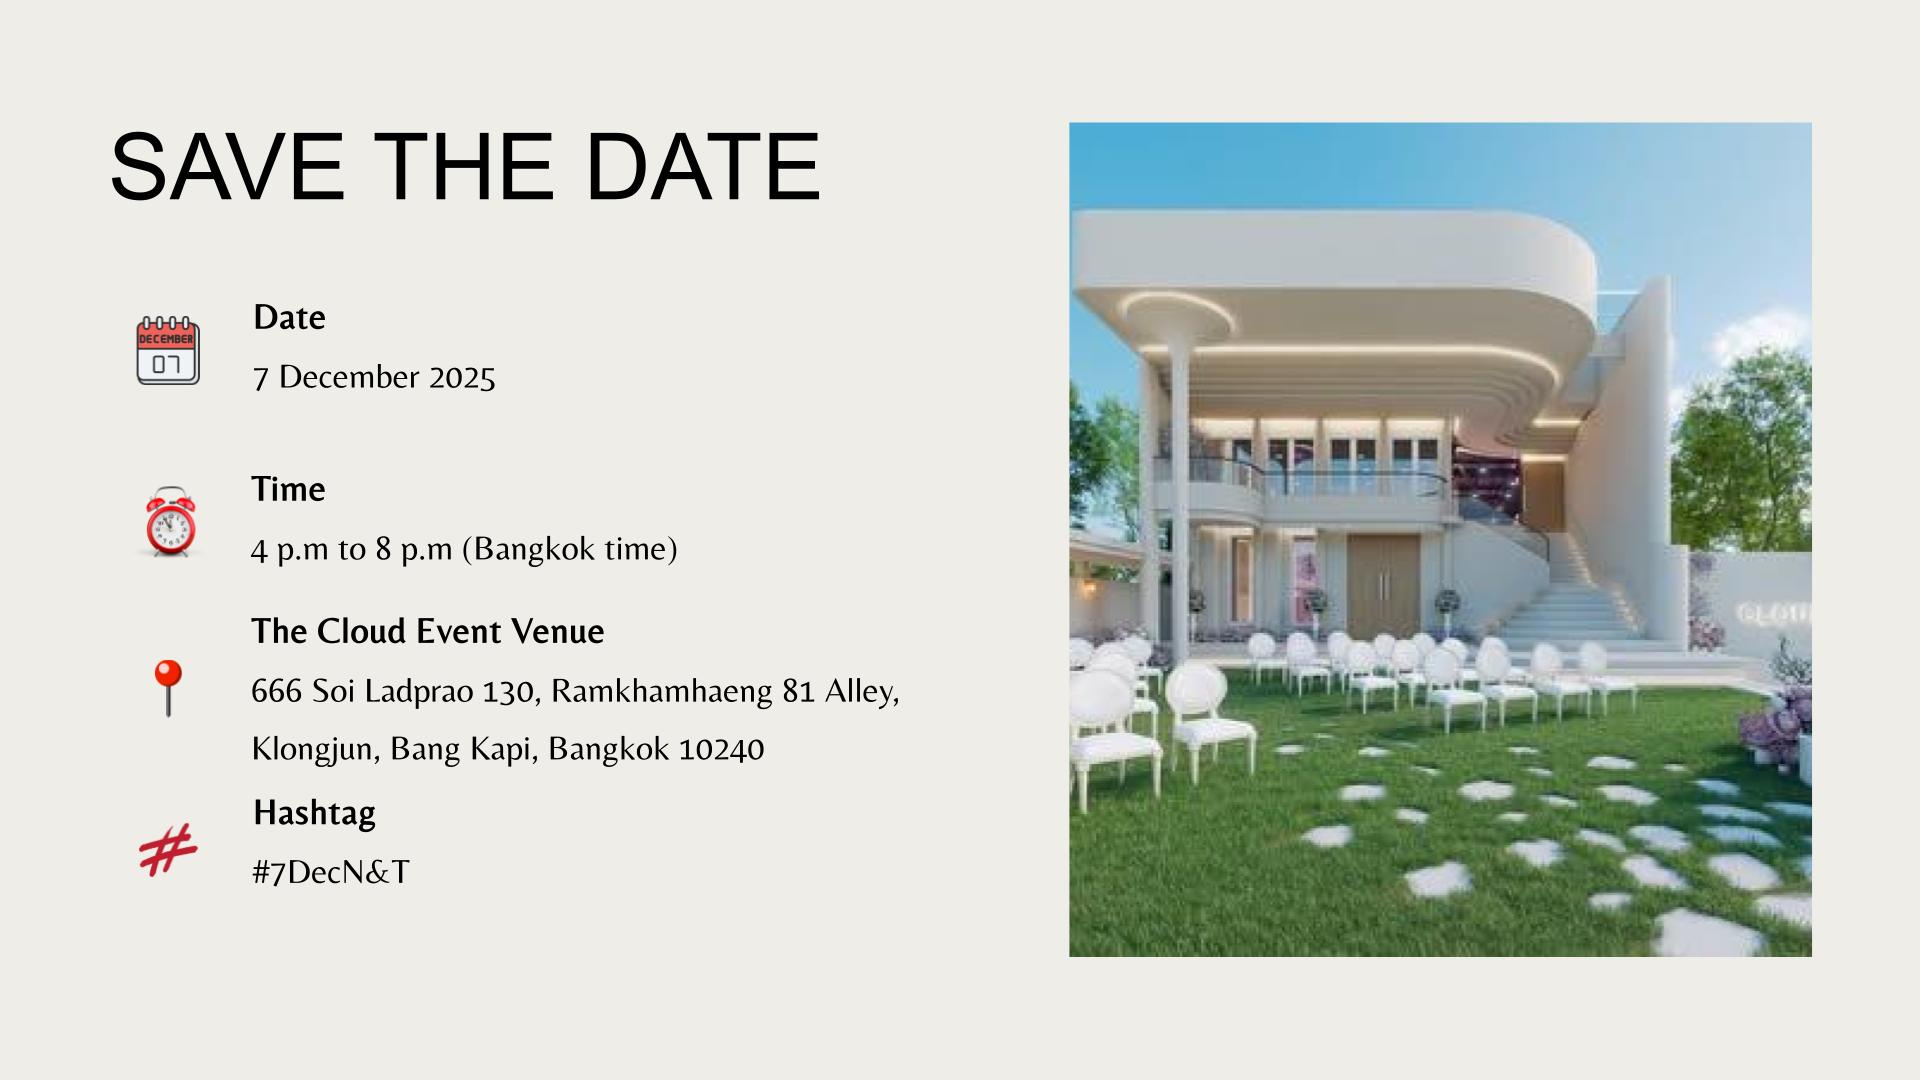 SAVE THE DATE
DECEMBER
07
Date
7 December 2025
Time
4 p.m to 8 p.m (Bangkok time)
The Cloud Event Venue
666 Soi Ladprao 130, Ramkhamhaeng 81 Alley,
Klongjun, Bang Kapi, Bangkok 10240
Hashtag
#7DecN&T